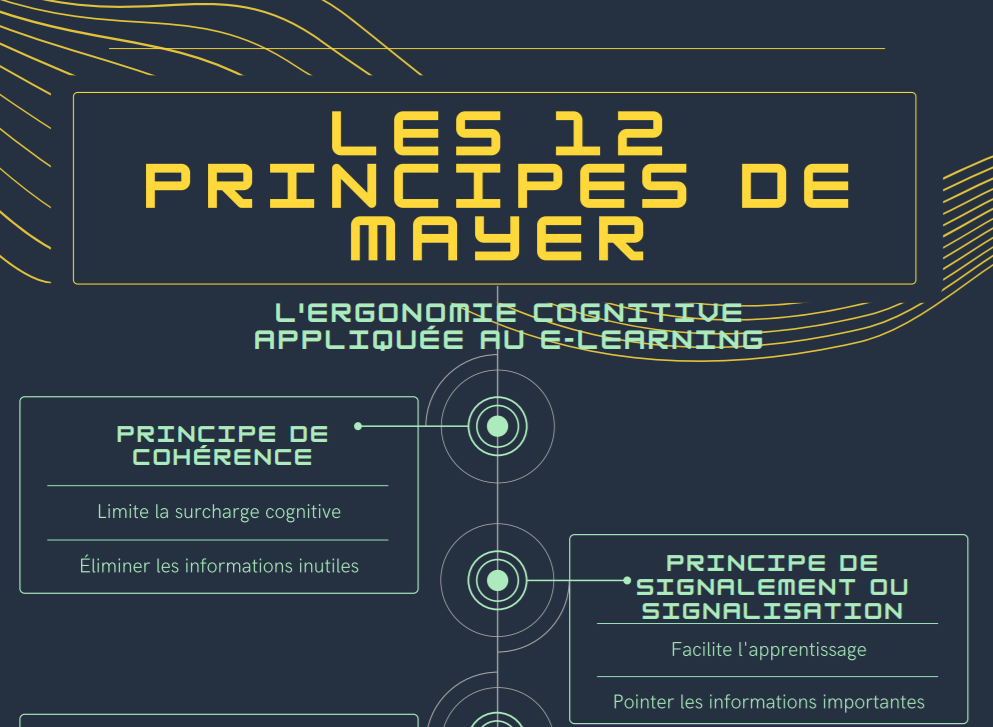 LES 12
PRINCIPES DE
MAYER
L'ERGONOMIE COGNITIVE
APPLIQUÉE AU E-LEARNING
PRINCIPE DE
COHÉRENCE
Limite la surcharge cognitive
Éliminer les informations inutiles
PRINCIPE DE
SIGNALEMENT OU
SIGNALISATION
Facilite l'apprentissage
Pointer les informations importantes